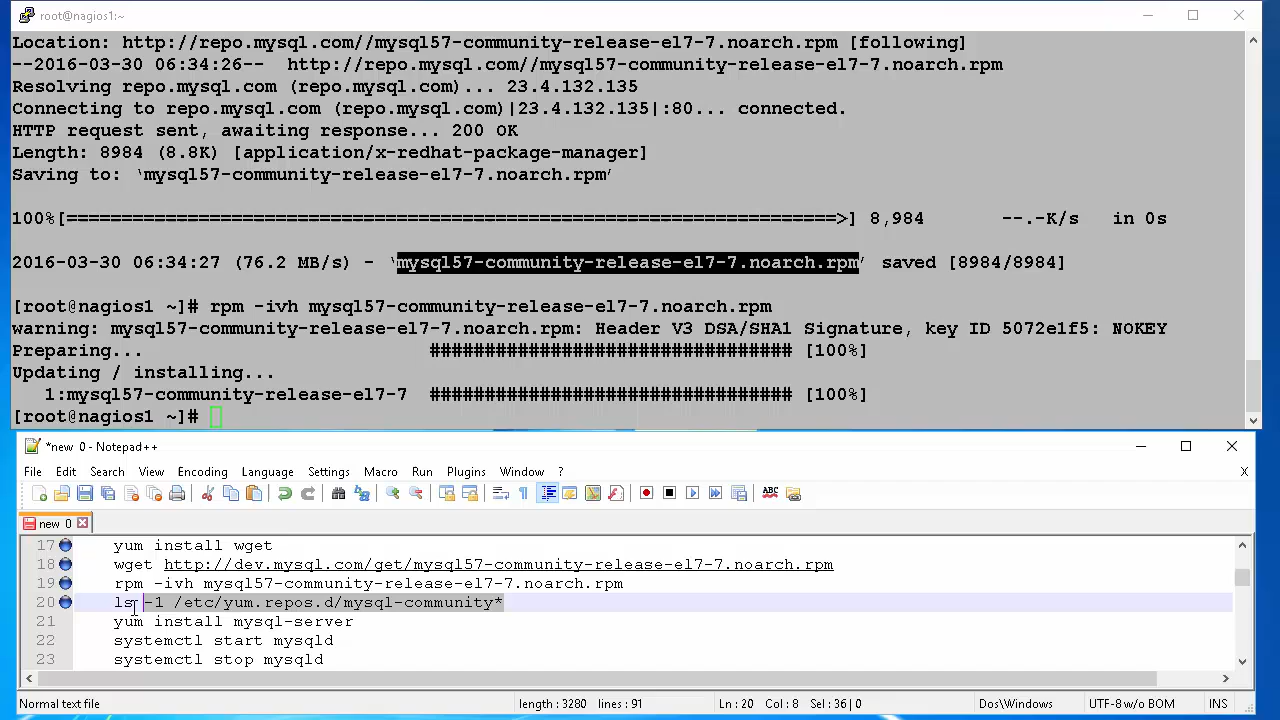 root@nagios1:~
Location: http://repo.mysql.com//mysql57-community-release-el7-7.noarch.rpm [following]
--2016-03-30 06:34:26--  http://repo.mysql.com//mysql57-community-release-el7-7.noarch.rpm
Resolving repo.mysql.com (repo.mysql.com)... 23.4.132.135
Connecting to repo.mysql.com (repo.mysql.com)|23.4.132.135|:80... connected.
HTTP request sent, awaiting response... 200 OK
Length: 8984 (8.8K) [application/x-redhat-package-manager]
Saving to: ‘mysql57-community-release-el7-7.noarch.rpm’
100%[======================================================================>] 8,984       --.-K/s   in 0s
2016-03-30 06:34:27 (76.2 MB/s) - ‘mysql57-community-release-el7-7.noarch.rpm’ saved [8984/8984]
[root@nagios1 ~]# rpm -ivh mysql57-community-release-el7-7.noarch.rpm
warning: mysql57-community-release-el7-7.noarch.rpm: Header V3 DSA/SHA1 Signature, key ID 5072e1f5: NOKEY
Preparing...                          ################################# [100%]
Updating / installing...
   1:mysql57-community-release-el7-7  ################################# [100%]
[root@nagios1 ~]#
*new 0 - Notepad++
File Edit Search View Encoding Language Settings Macro Run Plugins Window ? X
ABC
new 0
17 yum install wget
18 wget http://dev.mysql.com/get/mysql57-community-release-el7-7.noarch.rpm
19 rpm -ivh mysql57-community-release-el7-7.noarch.rpm
20 ls -1 /etc/yum.repos.d/mysql-community*
21 yum install mysql-server
22 systemctl start mysqld
23 systemctl stop mysqld
Normal text file length : 3280 lines : 91 Ln : 20 Col : 8 Sel : 36 | 0 Dos\Windows UTF-8 w/o BOM INS